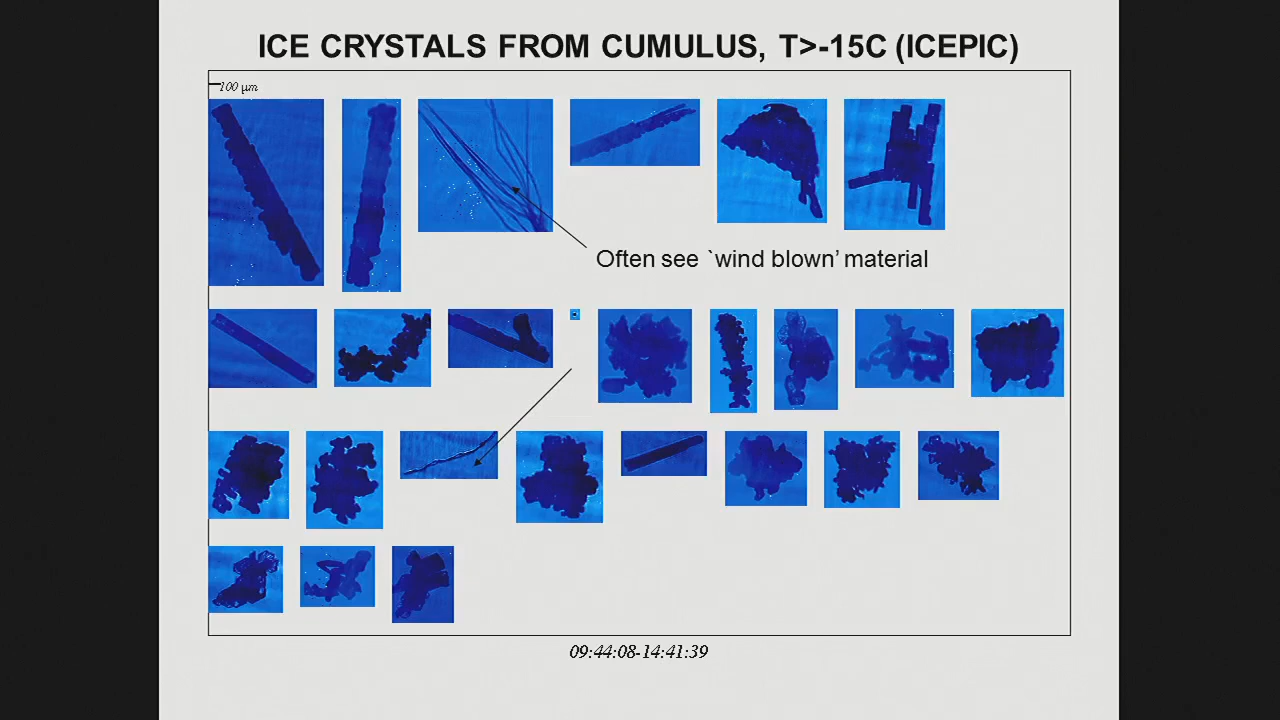 ICE CRYSTALS FROM CUMULUS, T>-15C (ICEPIC)
100 µm
Often see `wind blown’ material
09:44:08-14:41:39